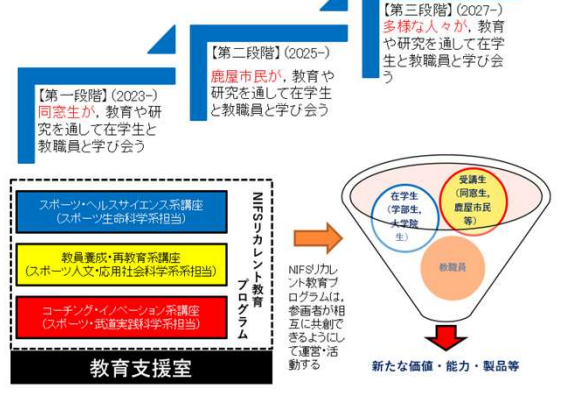 【第三段階】(2027-)
多様な人々が，教育
や研究を通して在学
生と教職員と学び会
う
【第二段階】(2025-)
鹿屋市民が，教育や
研究を通して在学生
と教職員と学び会う
【第一段階】(2023-)
同窓生が，教育や研
究を通して在学生と
教職員と学び会う
スポーツ・ヘルスサイエンス系講座
(スポーツ生命科学系担当)
教員養成・再教育系講座
(スポーツ人文・応用社会科学系系担当)
コーチング・イノベーション系講座
(スポーツ・武道実践科学系担当)
NIFSリカレント教育
プログラム
教育支援室
NIFSリカレ
ント教育プ
ログラムは，
参画者が相
互に共創で
きるようにし
て運営・活
動する
在学生
(学部生，
大学院
生)
受講生
(同窓生，
鹿屋市民
等)
教職員
新たな価値・能力・製品等